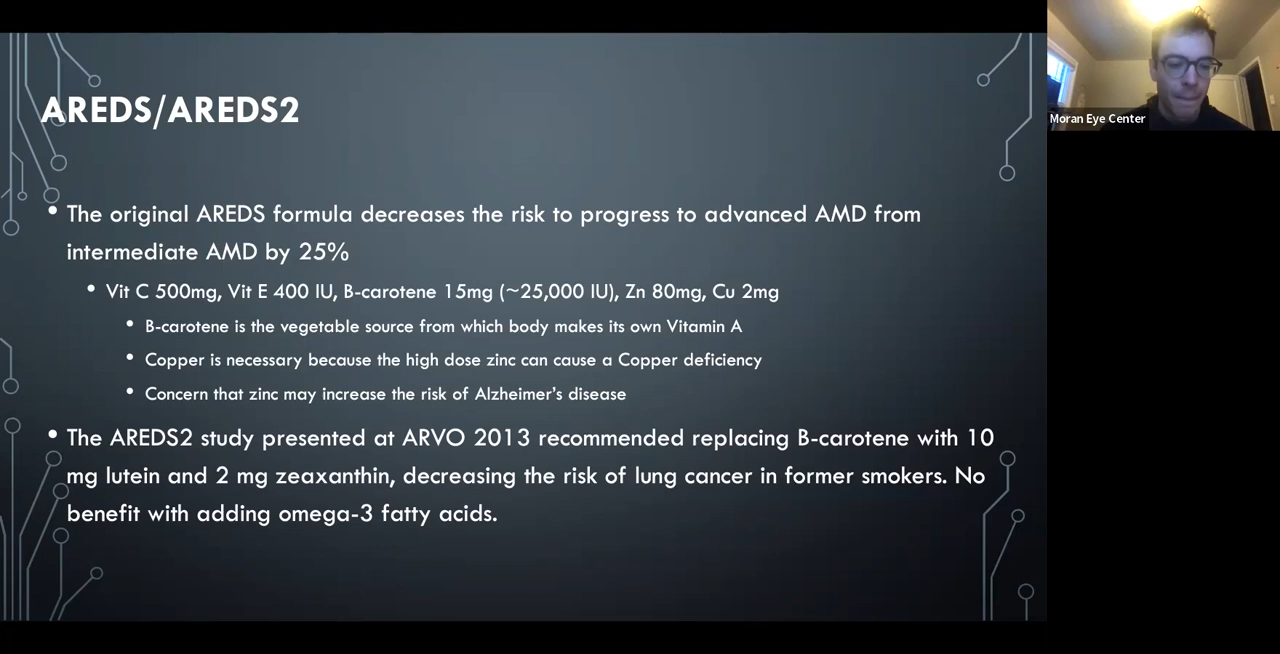 AREDS/AREDS2
• The original AREDS formula decreases the risk to progress to advanced AMD from
intermediate AMD by 25%
• Vit C 500mg, Vit E 400 IU, B-carotene 15mg (~25,000 IU), Zn 80mg, Cu 2mg
• B-carotene is the vegetable source from which body makes its own Vitamin A
• Copper is necessary because the high dose zinc can cause a Copper deficiency
• Concern that zinc may increase the risk of Alzheimer’s disease
• The AREDS2 study presented at ARVO 2013 recommended replacing B-carotene with 10
mg lutein and 2 mg zeaxanthin, decreasing the risk of lung cancer in former smokers. No
benefit with adding omega-3 fatty acids.
Moran Eye Center